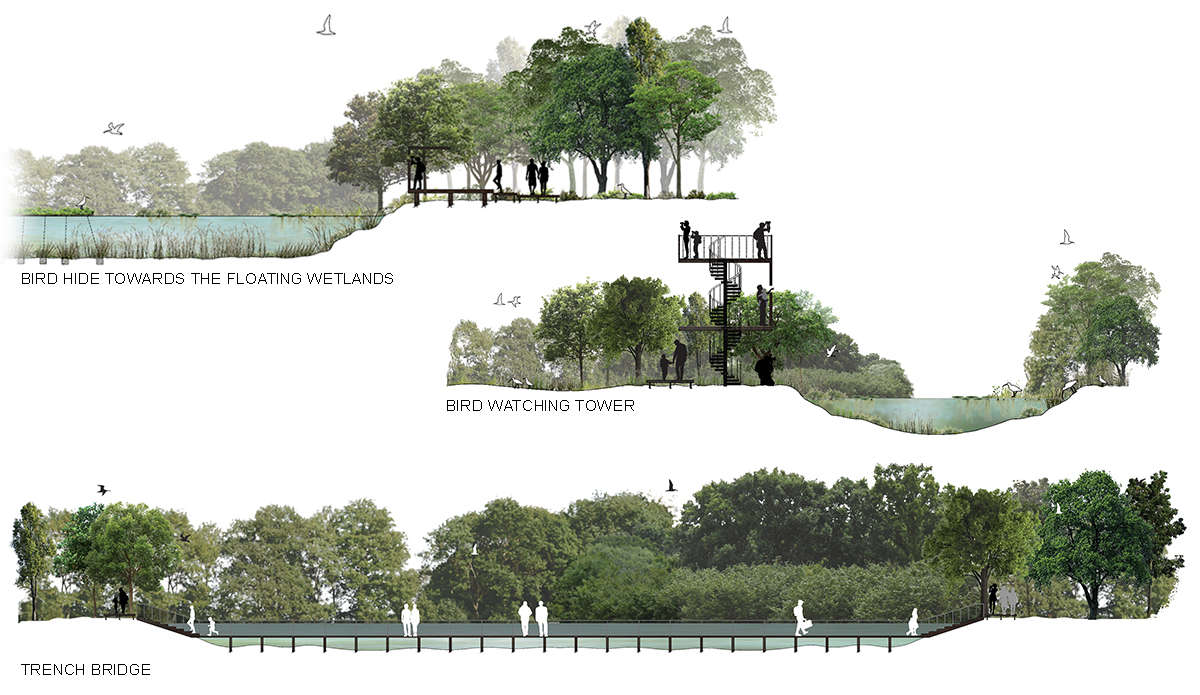 BIRD HIDE TOWARDS THE FLOATING WETLANDS
BIRD WATCHING TOWER
TRENCH BRIDGE